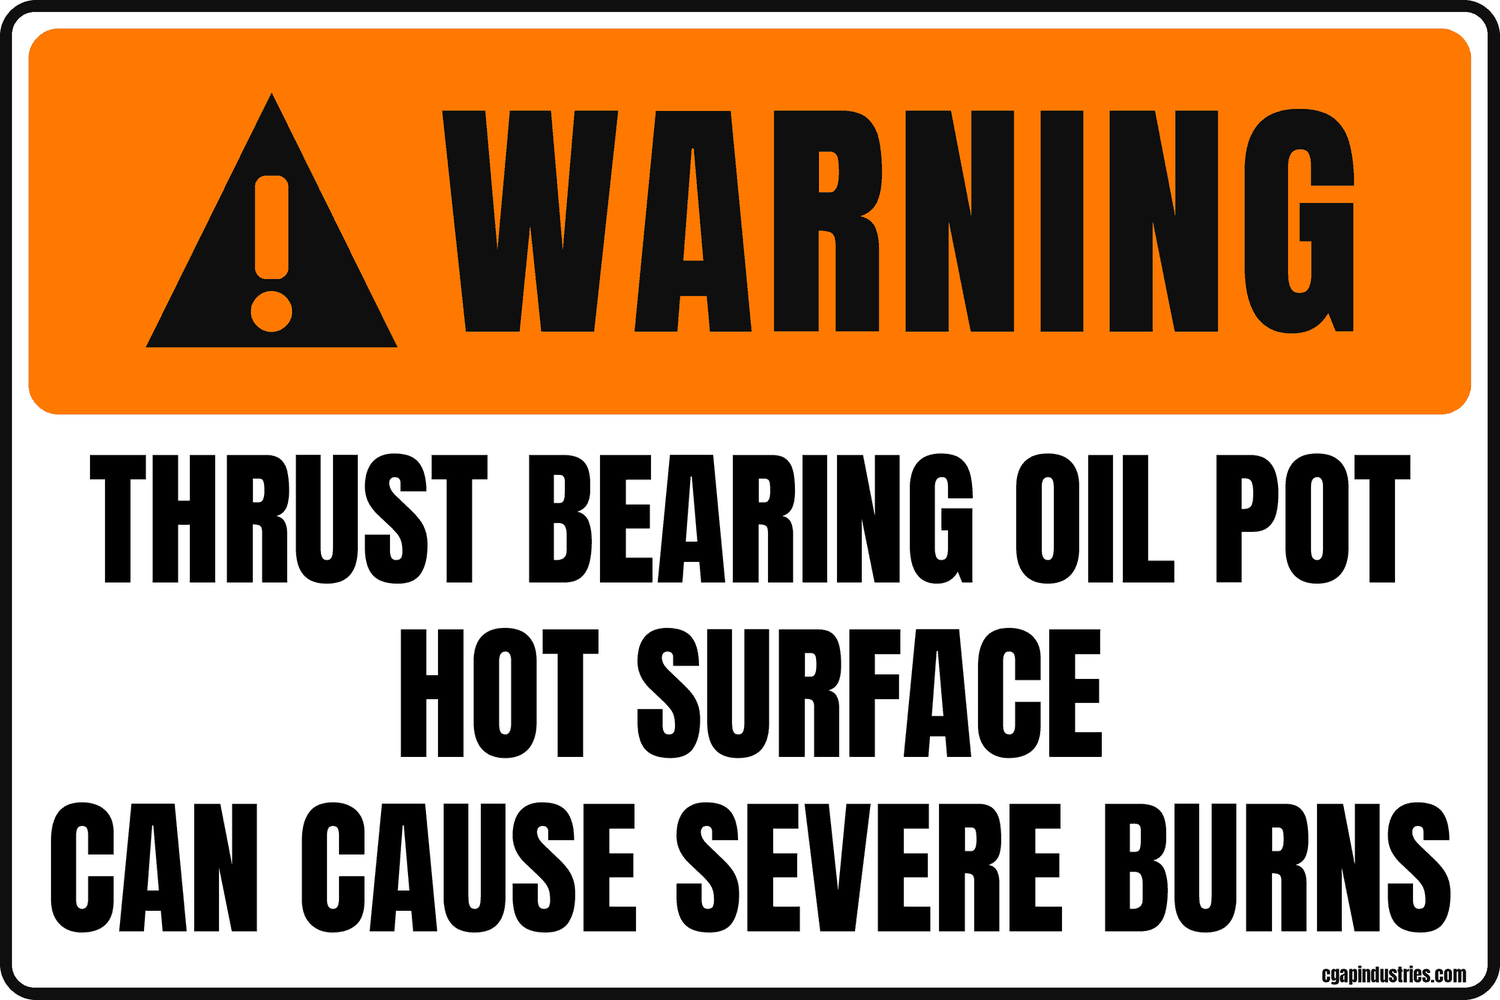 WARNING
THRUST BEARING OIL POT
HOT SURFACE
CAN CAUSE SEVERE BURNS
cgapindustries.com